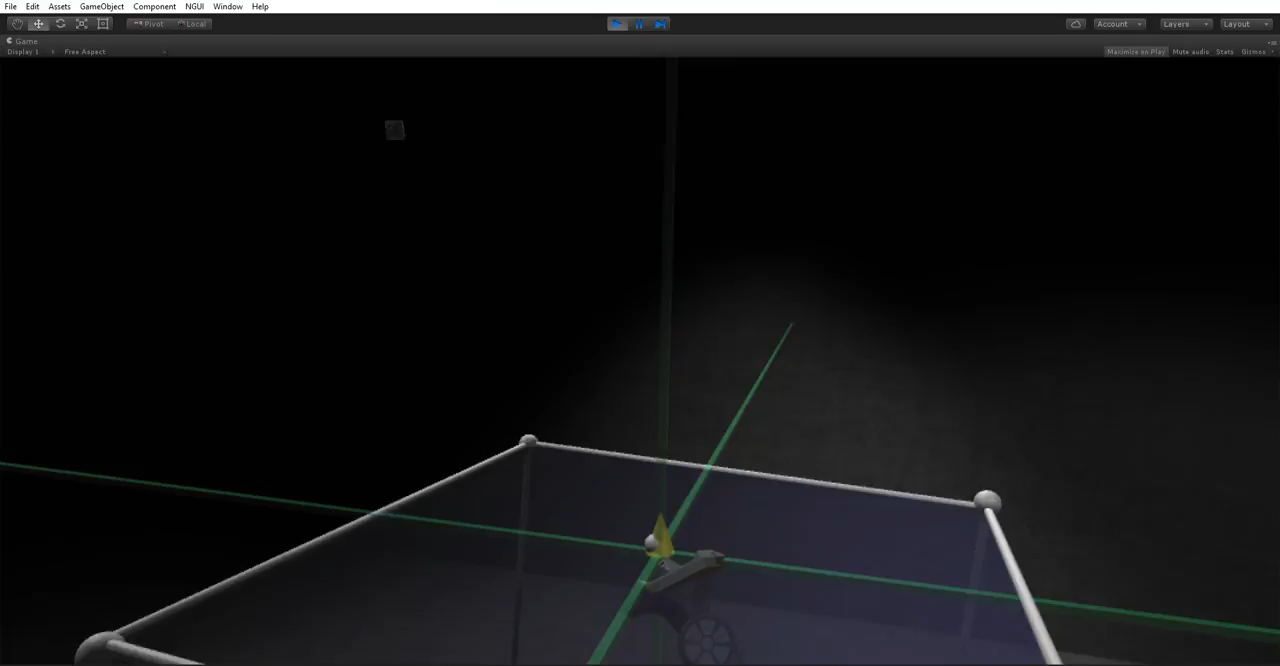 File Edit Assets GameObject Component NGUI Window Help
Pivot Local Account Layers Layout
Game
Display 1 Free Aspect Maximize on Play Mute audio Stats Gizmos